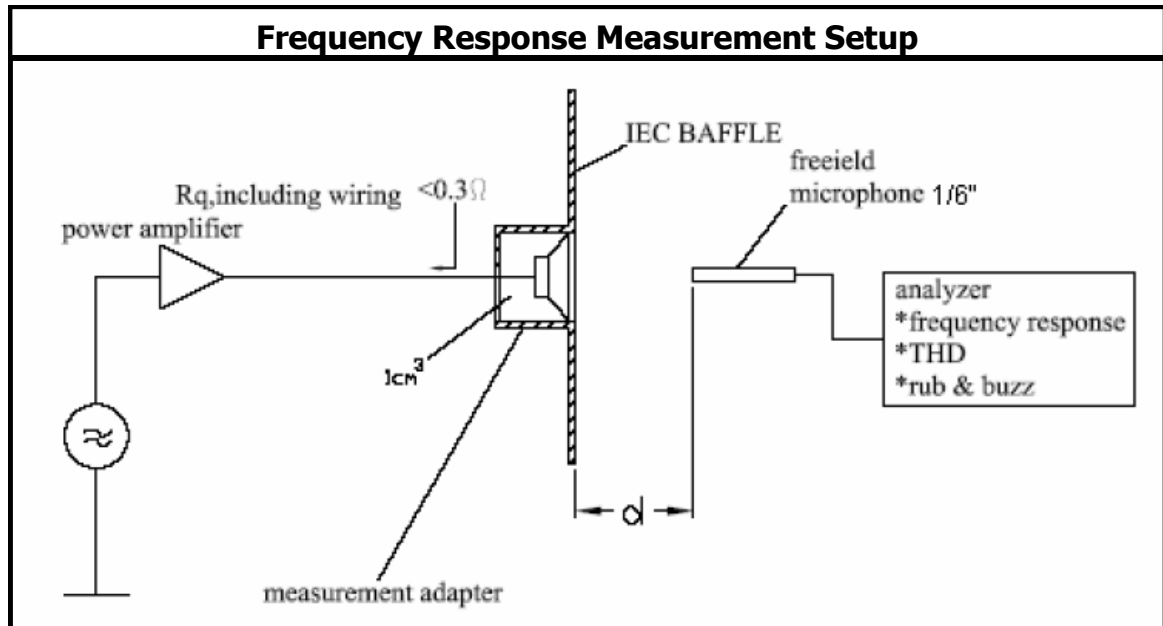 Frequency Response Measurement Setup
IEC BAFFLE
freeield
microphone 1/6"
Rq,including wiring <0.3Ω
power amplifier
analyzer
*frequency response
*THD
*rub & buzz
1cm³
≈
d
measurement adapter